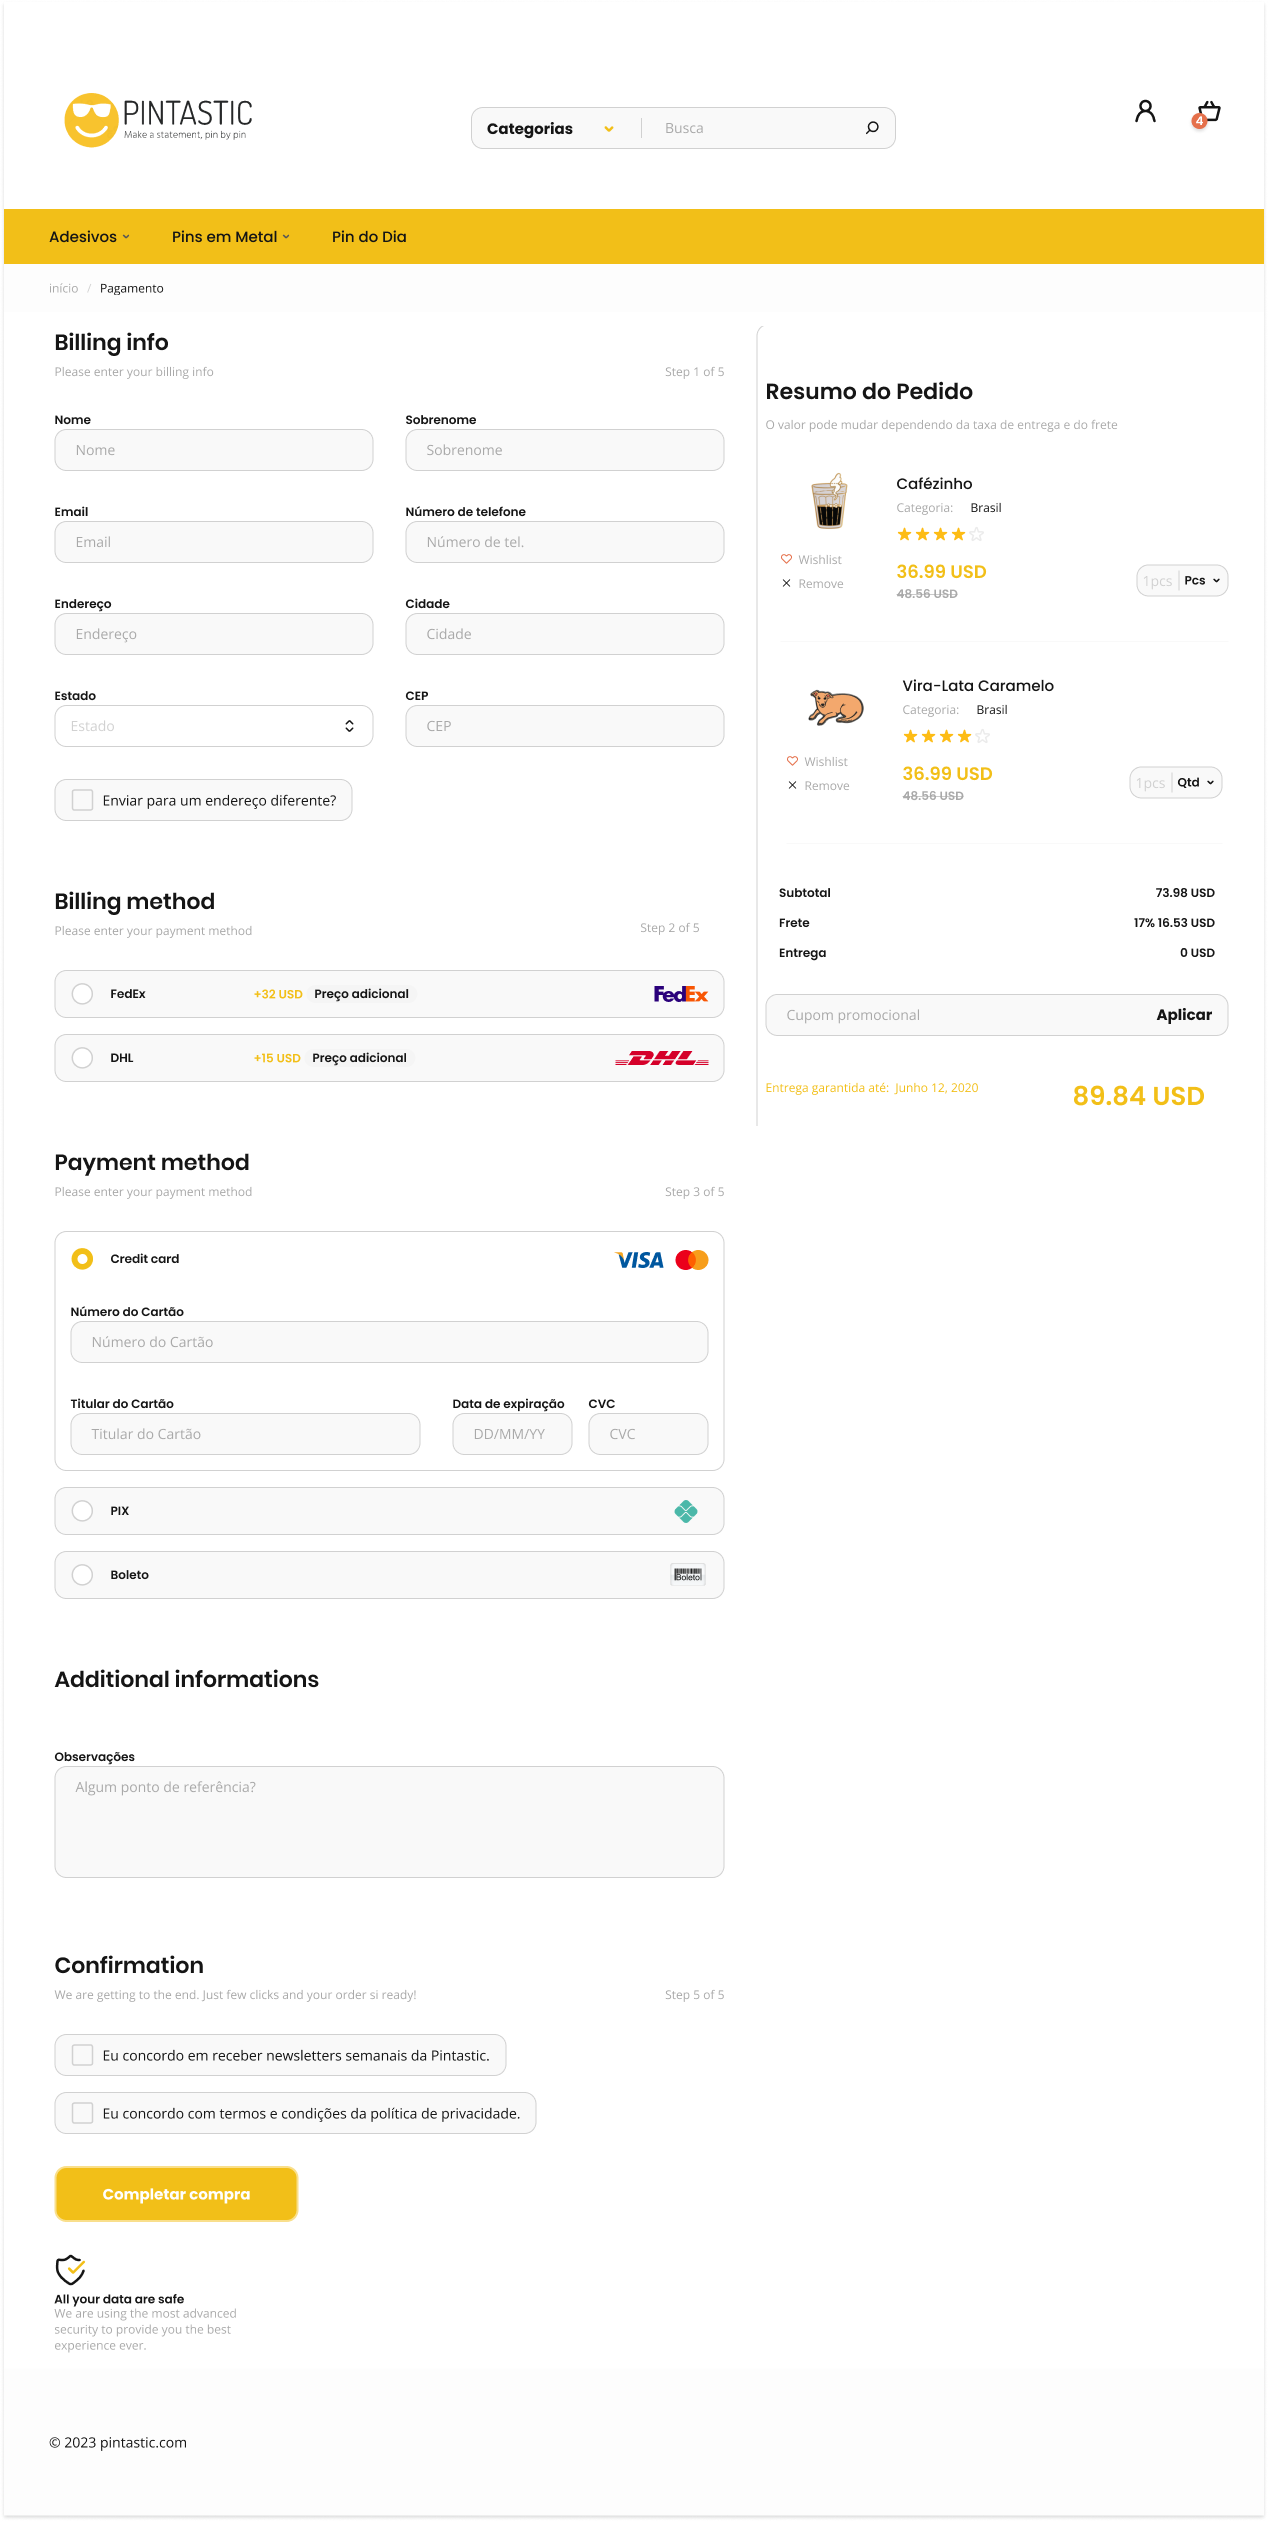 PINTASTIC
Make a statement, pin by pin
Categorias
Busca
4
Adesivos
Pins em Metal
Pin do Dia
início / Pagamento
Billing info
Please enter your billing info
Step 1 of 5
Nome
Sobrenome
Nome
Sobrenome
Email
Número de telefone
Email
Número de tel.
Endereço
Cidade
Endereço
Cidade
Estado
CEP
Estado
CEP
Enviar para um endereço diferente?
Billing method
Please enter your payment method
Step 2 of 5
FedEx +32 USD Preço adicional FedEx
DHL +15 USD Preço adicional DHL
Payment method
Please enter your payment method
Step 3 of 5
Credit card VISA
Número do Cartão
Número do Cartão
Titular do Cartão
Data de expiração
CVC
Titular do Cartão
DD/MM/YY
CVC
PIX
Boleto Boleto
Additional informations
Observações
Algum ponto de referência?
Confirmation
We are getting to the end. Just few clicks and your order si ready!
Step 5 of 5
Eu concordo em receber newsletters semanais da Pintastic.
Eu concordo com termos e condições da política de privacidade.
Completar compra
All your data are safe
We are using the most advanced
security to provide you the best
experience ever.
Resumo do Pedido
O valor pode mudar dependendo da taxa de entrega e do frete
Cafézinho
Categoria: Brasil
Wishlist
36.99 USD
Remove
48.56 USD
1pcs Pcs
Vira-Lata Caramelo
Categoria: Brasil
Wishlist
36.99 USD
Remove
48.56 USD
1pcs Qtd
Subtotal 73.98 USD
Frete 17% 16.53 USD
Entrega 0 USD
Cupom promocional Aplicar
Entrega garantida até: Junho 12, 2020
89.84 USD
© 2023 pintastic.com